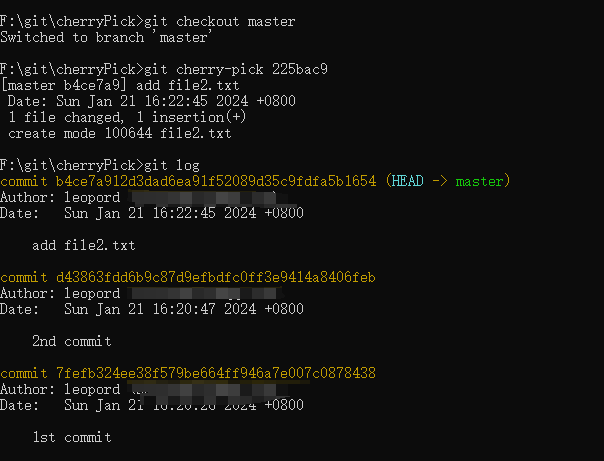 F:\git\cherryPick>git checkout master
Switched to branch 'master'
F:\git\cherryPick>git cherry-pick 225bac9
[master b4ce7a9] add file2.txt
Date: Sun Jan 21 16:22:45 2024 +0800
1 file changed, 1 insertion(+)
create mode 100644 file2.txt
F:\git\cherryPick>git log
commit b4ce7a912d3dad6ea91f52089d35c9fdfa5b1654 (HEAD -> master)
Author: leopord
Date:   Sun Jan 21 16:22:45 2024 +0800
add file2.txt
commit d43863fdd6b9c87d9efbdfc0ff3e9414a8406feb
Author: leopord
Date:   Sun Jan 21 16:20:47 2024 +0800
2nd commit
commit 7fefb324ee38f579be664ff946a7e007c0878438
Author: leopord
Date:   Sun Jan 21 16:20:26 2024 +0800
1st commit